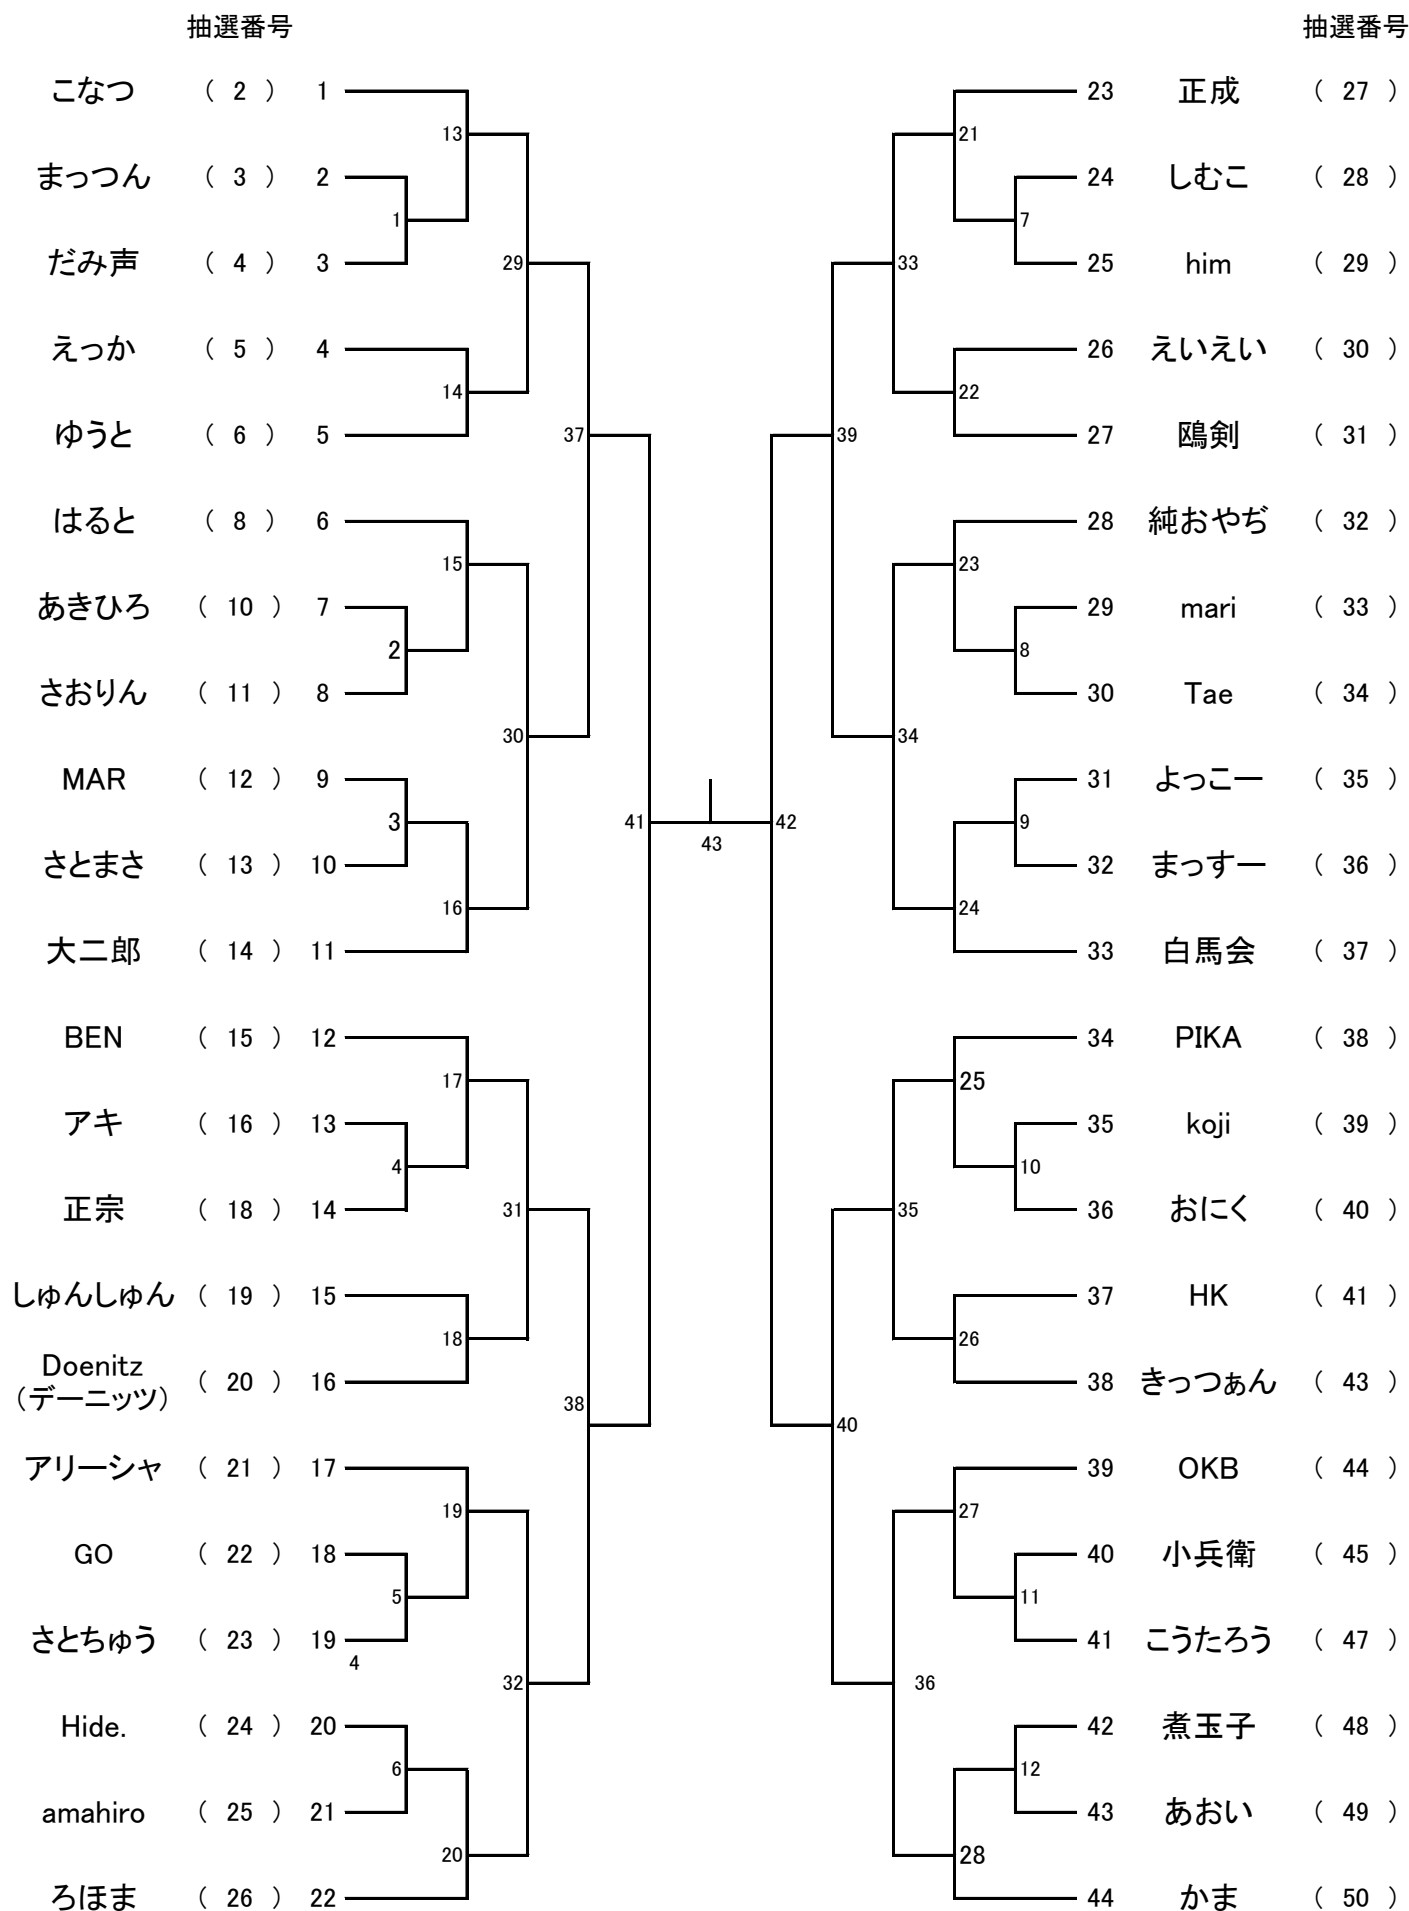 抽選番号 抽選番号
こなつ ( 2 ) 1 23 正成 ( 27 )
13 21
まっつん ( 3 ) 2 24 しむこ ( 28 )
1 7
だみ声 ( 4 ) 3 29 33 25 him ( 29 )
えっか ( 5 ) 4 26 えいえい ( 30 )
14 22
ゆうと ( 6 ) 5 37 39 27 鴎剣 ( 31 )
はると ( 8 ) 6 28 純おやぢ ( 32 )
15 23
あきひろ ( 10 ) 7 29 mari ( 33 )
2 8
さおりん ( 11 ) 8 30 Tae ( 34 )
30 34
MAR ( 12 ) 9 31 よっこー ( 35 )
3 41 42 9
43
さとまさ ( 13 ) 10 32 まっすー ( 36 )
16 24
大二郎 ( 14 ) 11 33 白馬会 ( 37 )
BEN ( 15 ) 12 34 PIKA ( 38 )
17 25
アキ ( 16 ) 13 35 koji ( 39 )
4 10
正宗 ( 18 ) 14 31 35 36 おにく ( 40 )
しゅんしゅん ( 19 ) 15 37 HK ( 41 )
18 26
Doenitz
(デーニッツ) ( 20 ) 16 38 きっつぁん ( 43 )
38 40
アリーシャ ( 21 ) 17 39 OKB ( 44 )
19 27
GO ( 22 ) 18 40 小兵衛 ( 45 )
5 11
さとちゅう ( 23 ) 19 41 こうたろう ( 47 )
4
32 36
Hide. ( 24 ) 20 42 煮玉子 ( 48 )
6 12
amahiro ( 25 ) 21 43 あおい ( 49 )
20 28
ろほま ( 26 ) 22 44 かま ( 50 )